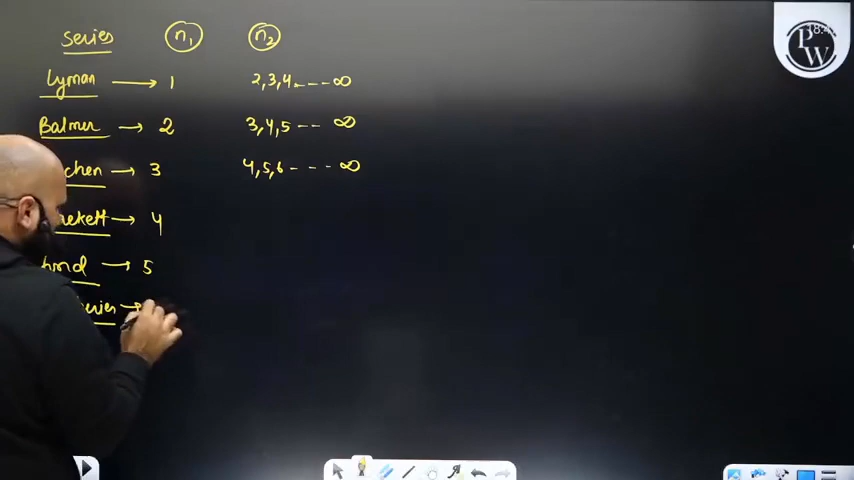 Series n₁ n₂
Lyman → 1 2,3,4, ---- ∞
Balmer → 2 3,4,5 --- ∞
chen → 3 4,5,6 - --- ∞
ckett → 4 
→ 5
→
PW